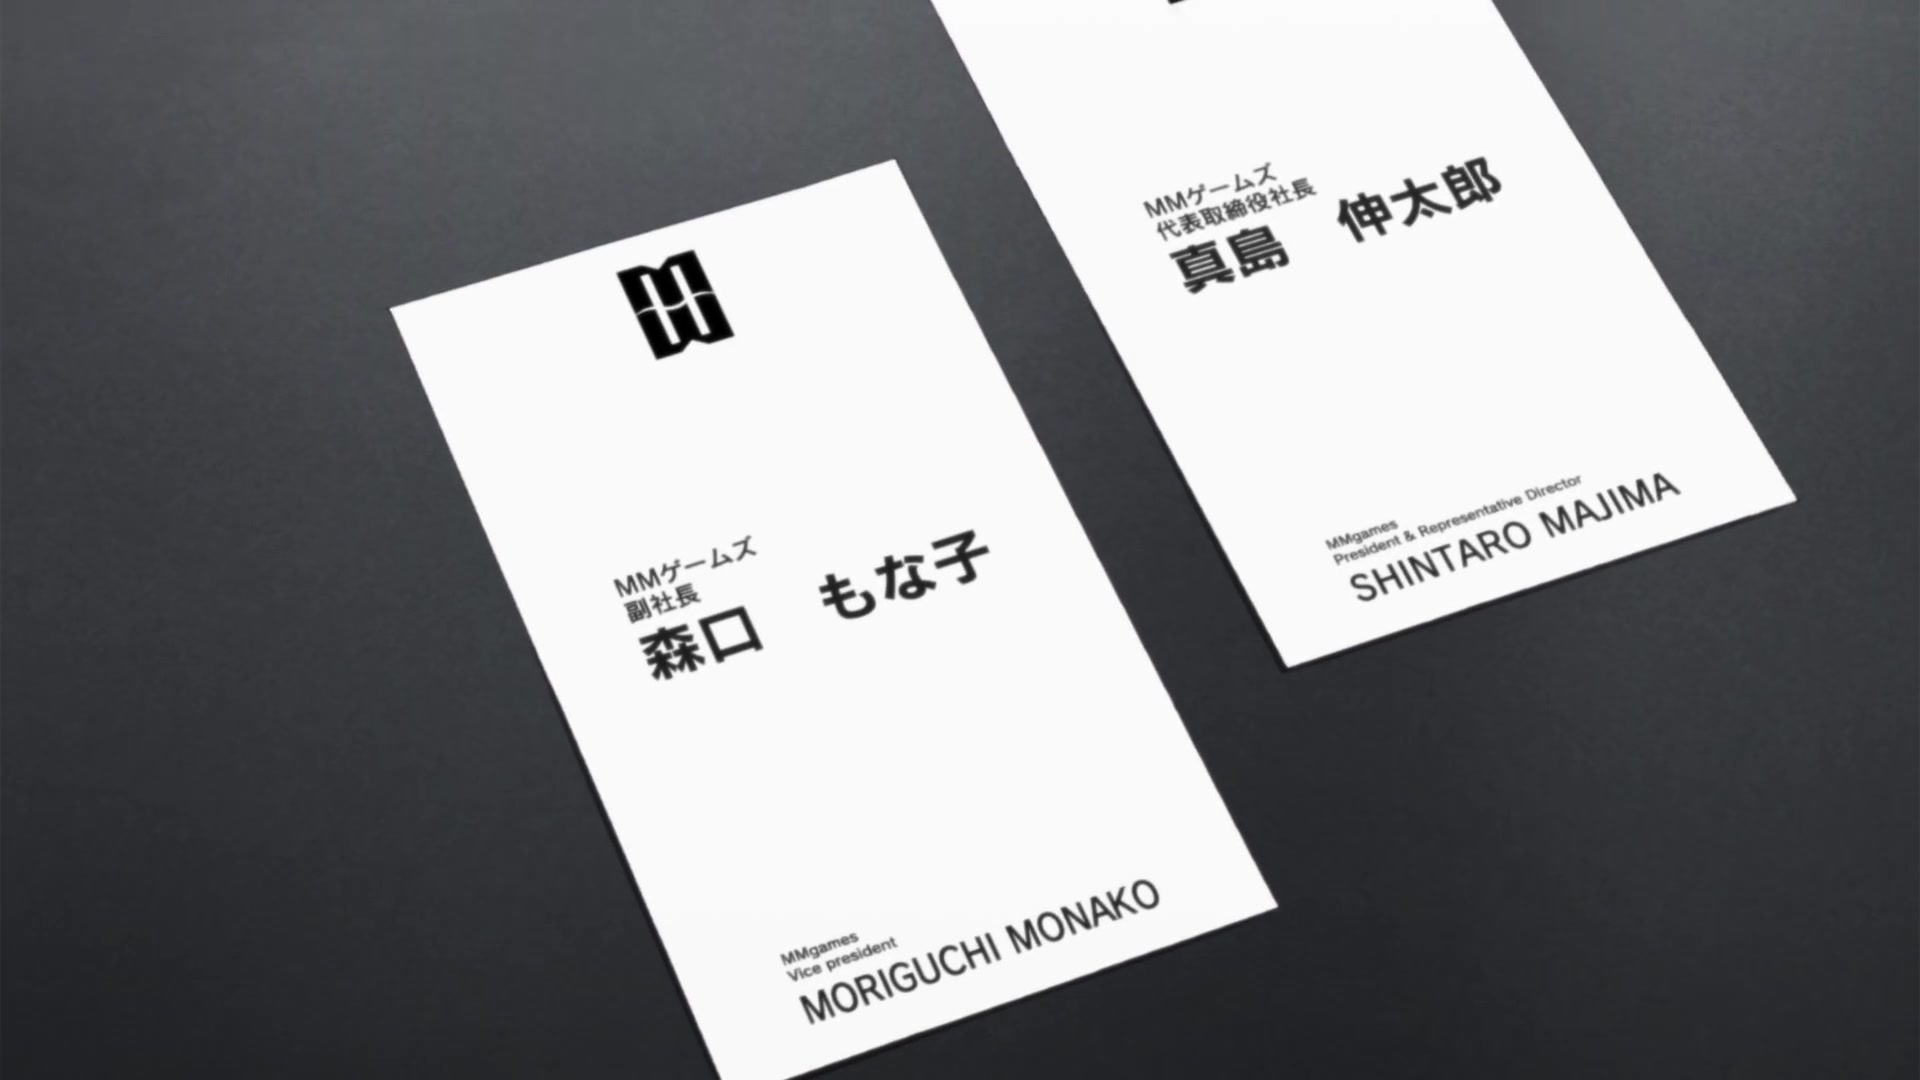 MMゲームズ
副社長
森口　もな子
MMgames
Vice president
MORIGUCHI MONAKO
MMゲームズ
代表取締役社長
真島　伸太郎
MMgames
President & Representative Director
SHINTARO MAJIMA